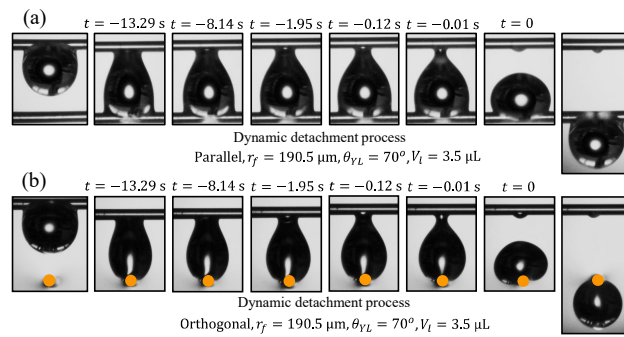 (a)
t = −13.29 s t = −8.14 s t = −1.95 s t = −0.12 s t = −0.01 s t = 0
Dynamic detachment process
Parallel, r_f = 190.5 μm, θ_YL = 70°, V_l = 3.5 μL
(b)
t = −13.29 s t = −8.14 s t = −1.95 s t = −0.12 s t = −0.01 s t = 0
Dynamic detachment process
Orthogonal, r_f = 190.5 μm, θ_YL = 70°, V_l = 3.5 μL